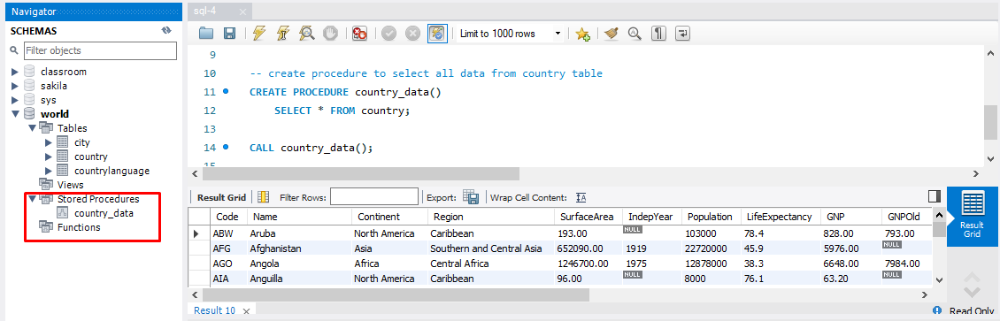 Navigator
SCHEMAS
Filter objects
classroom
sakila
sys
world
Tables
city
country
countrylanguage
Views
Stored Procedures
country_data
Functions
sql-4
Limit to 1000 rows
9
10 -- create procedure to select all data from country table
11 CREATE PROCEDURE country_data()
12 SELECT * FROM country;
13
14 CALL country_data();
15
Result Grid Filter Rows: Export: Wrap Cell Content: IA
Code Name Continent Region SurfaceArea IndepYear Population LifeExpectancy GNP GNPOld
ABW Aruba North America Caribbean 193.00 NULL 103000 78.4 828.00 793.00
AFG Afghanistan Asia Southern and Central Asia 652090.00 1919 22720000 45.9 5976.00 NULL
AGO Angola Africa Central Africa 1246700.00 1975 12878000 38.3 6648.00 7984.00
AIA Anguilla North America Caribbean 96.00 NULL 8000 76.1 63.20 NULL
Result
Grid
Result 10
Read Only